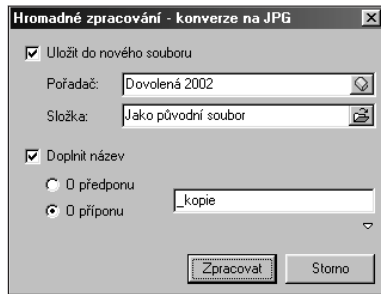 Hromadné zpracování - konverze na JPG
Uložit do nového souboru
Pořadač: Dovolená 2002
Složka: Jako původní soubor
Doplnit název
O předponu
O příponu
_kopie
Zpracovat Storno